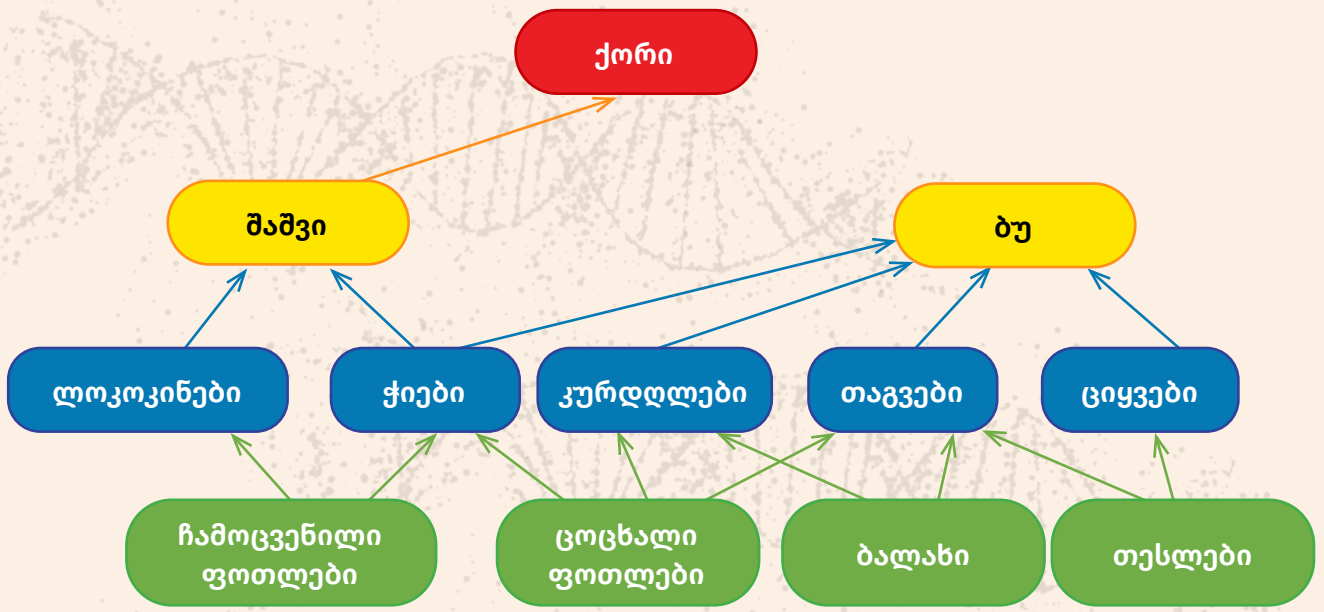 ქორი
შაშვი
ბუ
ლოკოკინები
ჭიები
კურდღლები
თაგვები
ციყვები
ჩამოცვენილი
ფოთლები
ცოცხალი
ფოთლები
ბალახი
თესლები